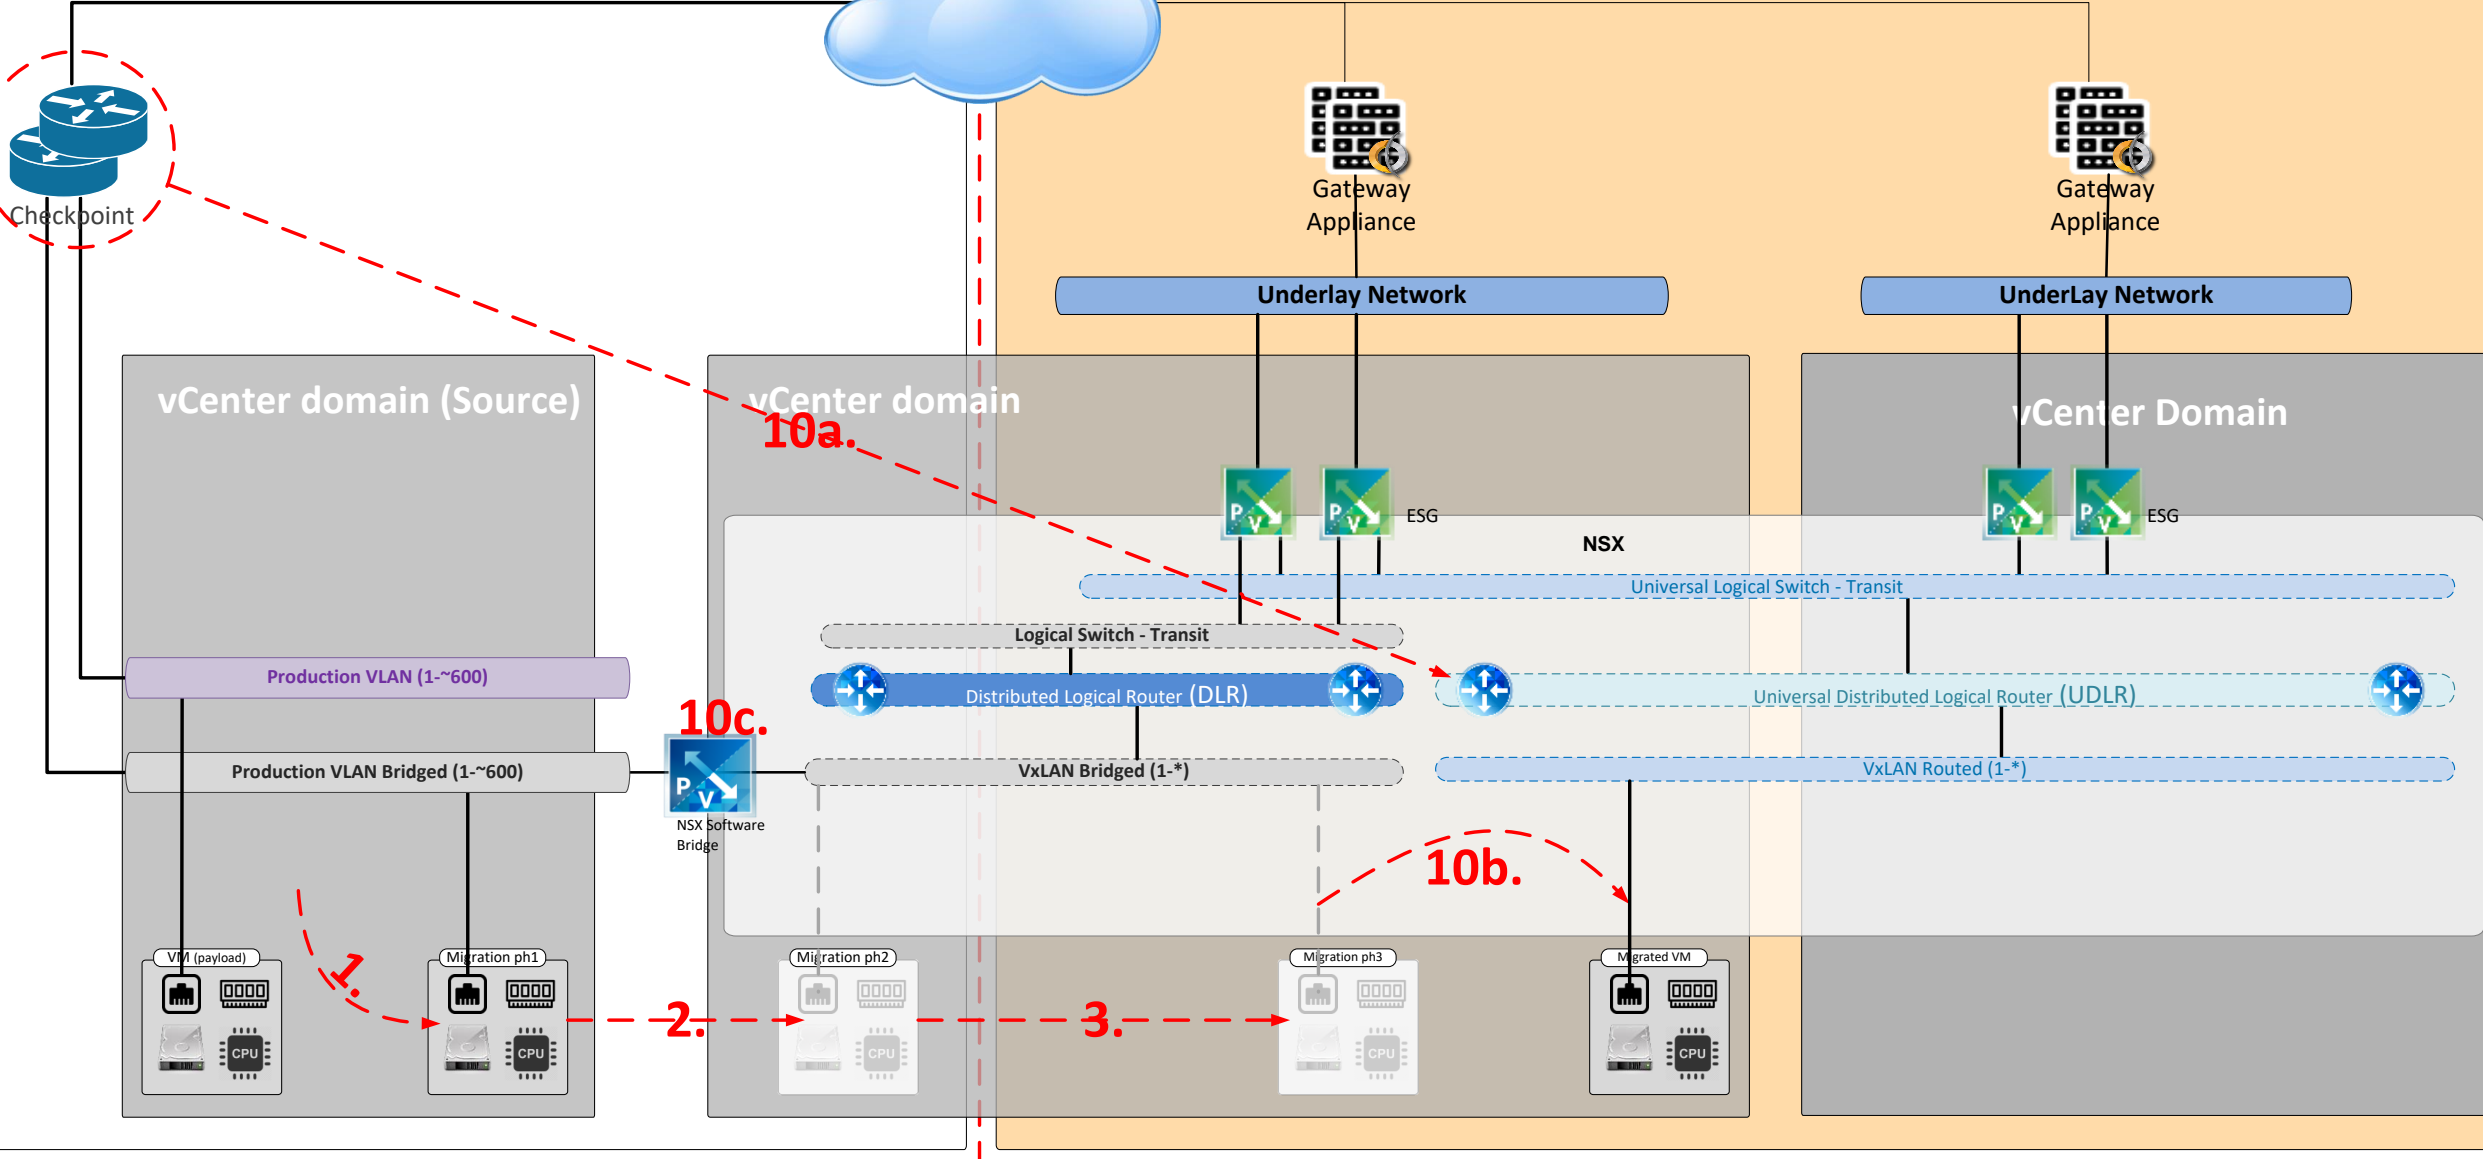 Checkpoint
Gateway
Appliance
Gateway
Appliance
Underlay Network
UnderLay Network
vCenter domain (Source)
vCenter domain
vCenter Domain
10a.
P V
P V
ESG
P V
P V
ESG
NSX
Universal Logical Switch - Transit
Logical Switch - Transit
Production VLAN (1-~600)
Distributed Logical Router (DLR)
Universal Distributed Logical Router (UDLR)
10c.
Production VLAN Bridged (1-~600)
P V
VxLAN Bridged (1-*)
VxLAN Routed (1-*)
NSX Software
Bridge
10b.
VM (payload)
Migration ph1
Migration ph2
Migration ph3
Migrated VM
1.
2.
3.
CPU
CPU
CPU
CPU
CPU